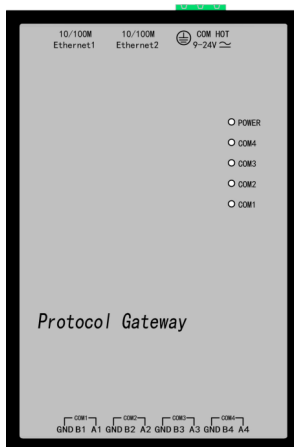 10/100M 10/100M COM HOT
Ethernet1 Ethernet2 9-24V
POWER
COM4
COM3
COM2
COM1
Protocol Gateway
COM1 COM2 COM3 COM4
GND B1 A1 GND B2 A2 GND B3 A3 GND B4 A4